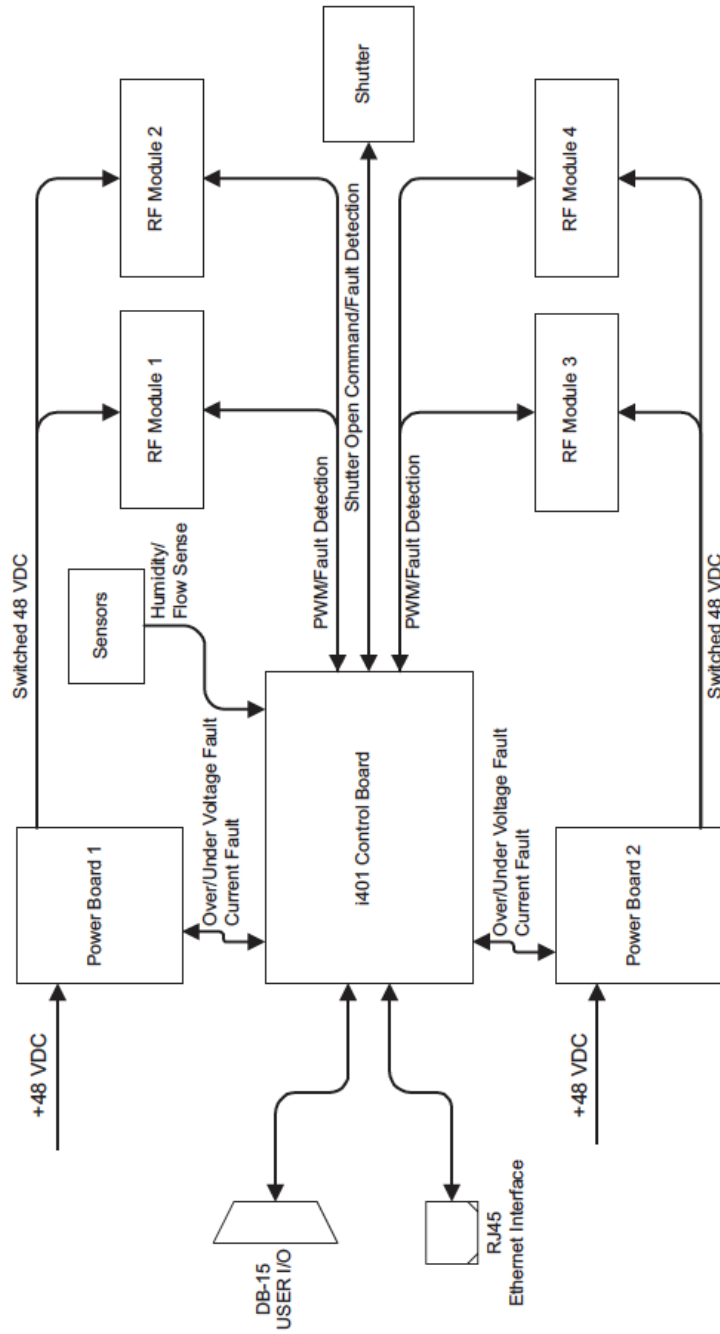 +48 VDC
Power Board 1
Switched 48 VDC
RF Module 1
RF Module 2
Over/Under Voltage Fault
Current Fault
Sensors
Humidity/
Flow Sense
DB-15
USER I/O
RJ45
Ethernet Interface
i401 Control Board
PWM/Fault Detection
Shutter Open Command/Fault Detection
PWM/Fault Detection
Shutter
Over/Under Voltage Fault
Current Fault
+48 VDC
Power Board 2
Switched 48 VDC
RF Module 3
RF Module 4